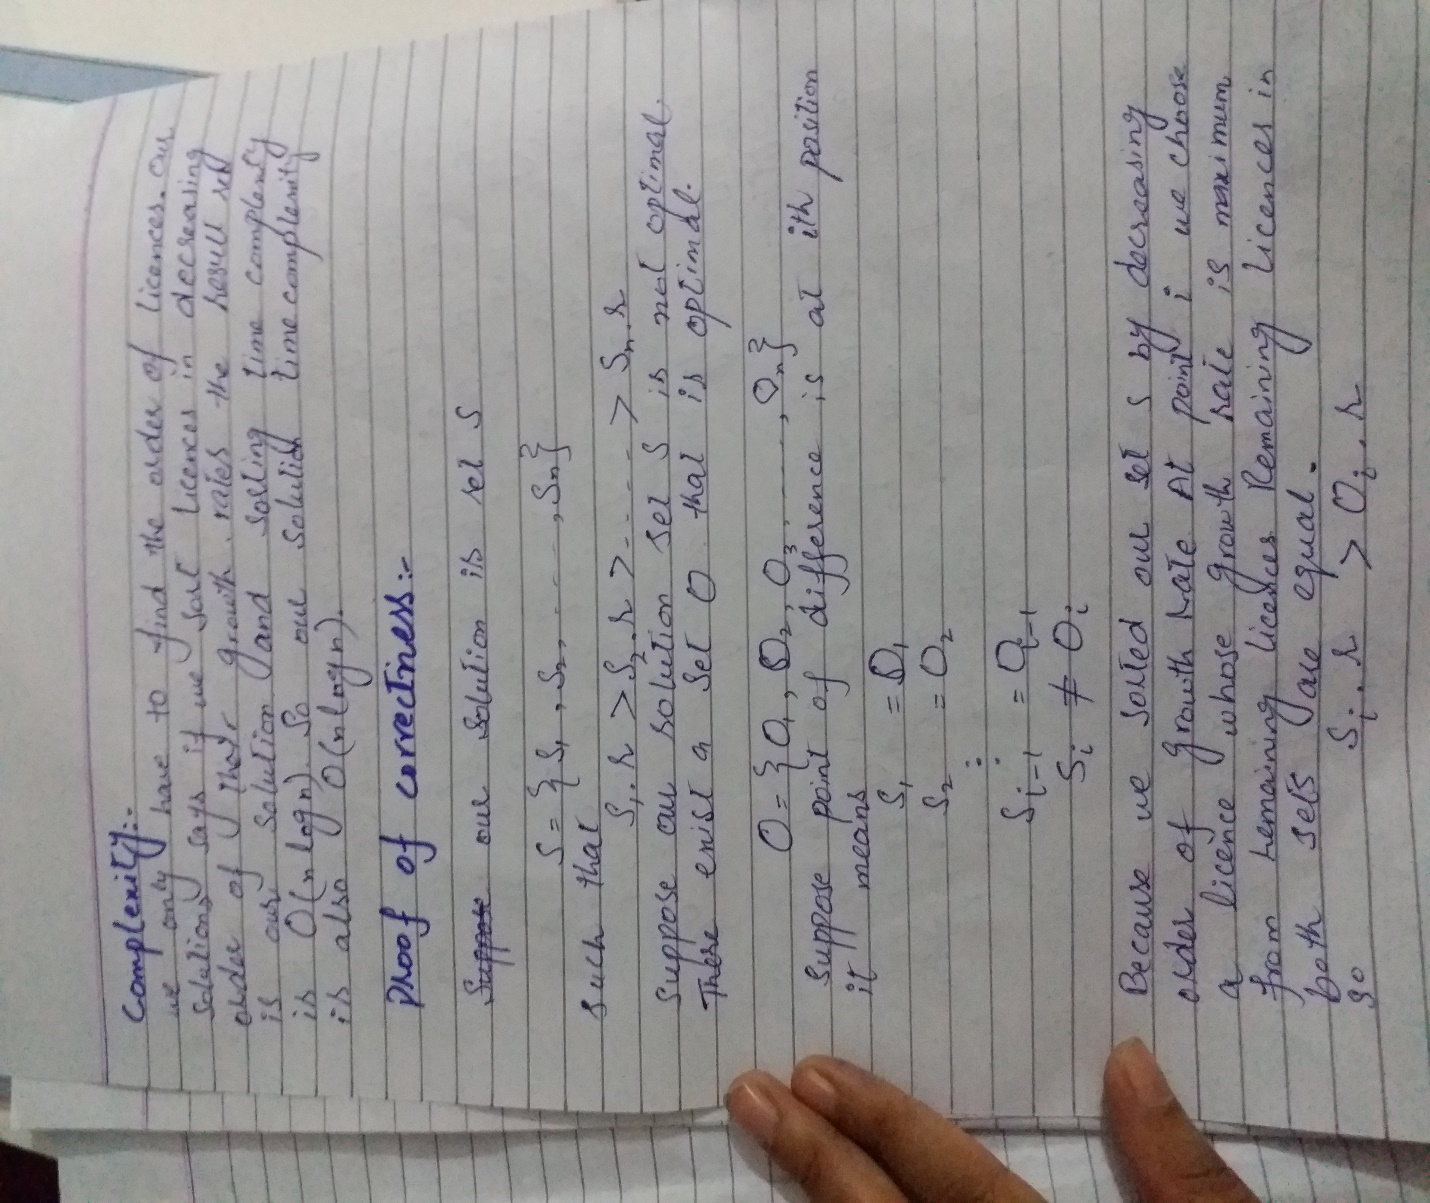 Complexity:-
we only have to find the order of licences. our
solutions says if we sort licences in decreasing
order of their growth rates the result set
is our solution and solting time complexity
is O(n log n) So our solution time complexity
is also O(n log n).
Proof of correctness:-
Suppose our solution is set S
S = {S1, S2, - - - -, Sn}
such that
S1.r > S2.r > - - - - > Sn.r
Suppose our solution set S is not optimal.
There exist a set O that is optimal.
O = {O1, O2, O3, - - - -, On}
Suppose point of difference is at ith position
it means
S1 = O1
S2 = O2
:
Si-1 = Oi-1
Si ≠ Oi
Because we sorted our set S by decreasing
order of growth rate At point i we choose
a licence whose growth rate is maximum
from remaining licences Remaining licences in
both sets are equal.
So Si.r > Oi.r